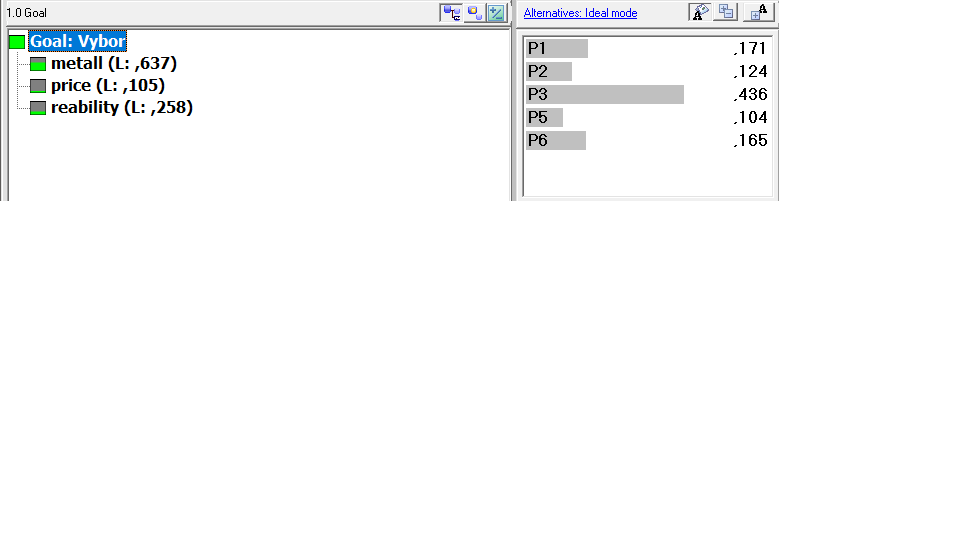 1.0 Goal
Goal: Vybor
metall (L: ,637)
price (L: ,105)
reability (L: ,258)
Alternatives: Ideal mode
P1 ,171
P2 ,124
P3 ,436
P5 ,104
P6 ,165